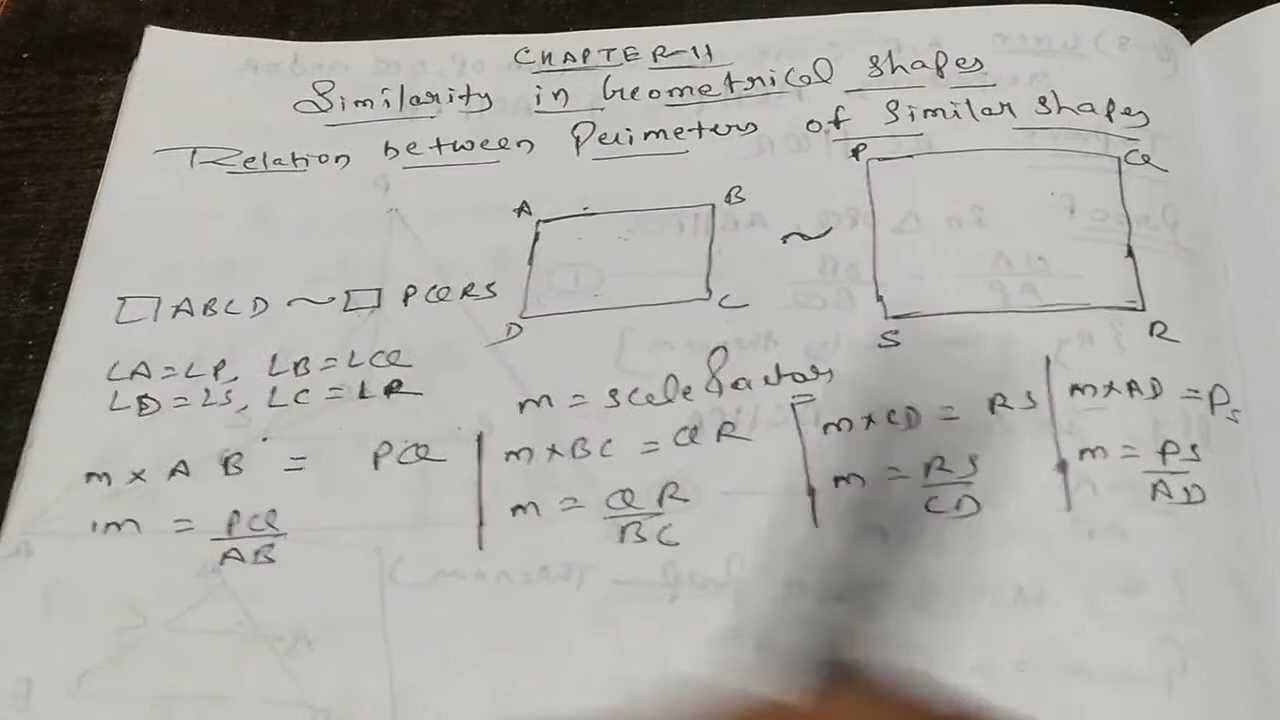 CHAPTER-11
Similarity in Geometrical shapes
Relation between Perimeters of Similar shapes
A B
D C
~
P Q
S R
□ ABCD ~ □ PQRS
∠A=∠P, ∠B=∠Q
∠D=∠S, ∠C=∠R
m = scale factor
m × A B = PQ
m = PQ/AB
m×BC = QR
m = QR/BC
m×CD = RS
m = RS/CD
m×AD = PS
m = PS/AD